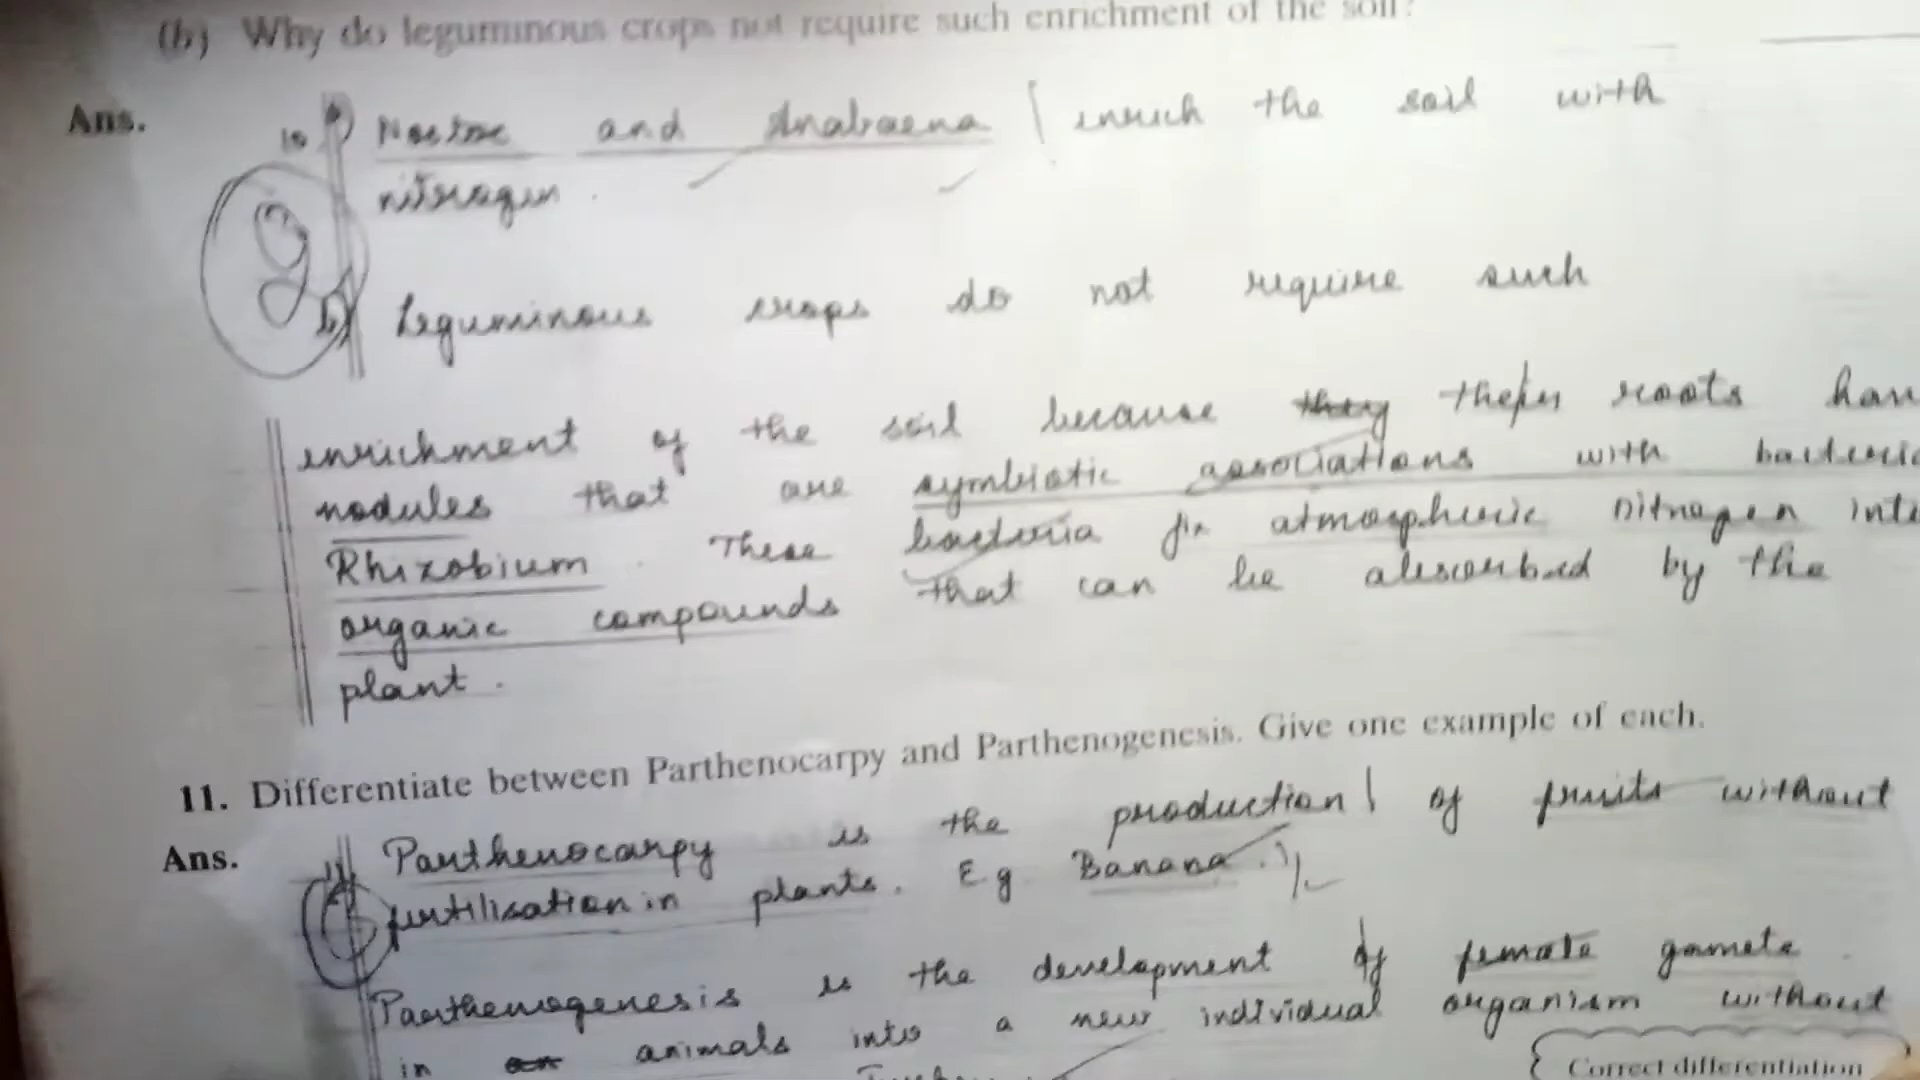 (b) Why do leguminous crops not require such enrichment of the soil?
Ans. a) Nostoc and Anabaena enrich the soil with
nitrogen.
2
b) Leguminous crops do not require such
enrichment of the soil because they their roots have
nodules that are symbiotic associations with bacteria
Rhizobium. These bacteria fix atmospheric nitrogen into
organic compounds that can be absorbed by the
plant.
11. Differentiate between Parthenocarpy and Parthenogenesis. Give one example of each.
Ans. Parthenocarpy is the production of fruits without
fertilisation in plants. Eg Banana.
Parthenogenesis is the development of female gamete
in animals into a new individual organism without
Correct differentiation